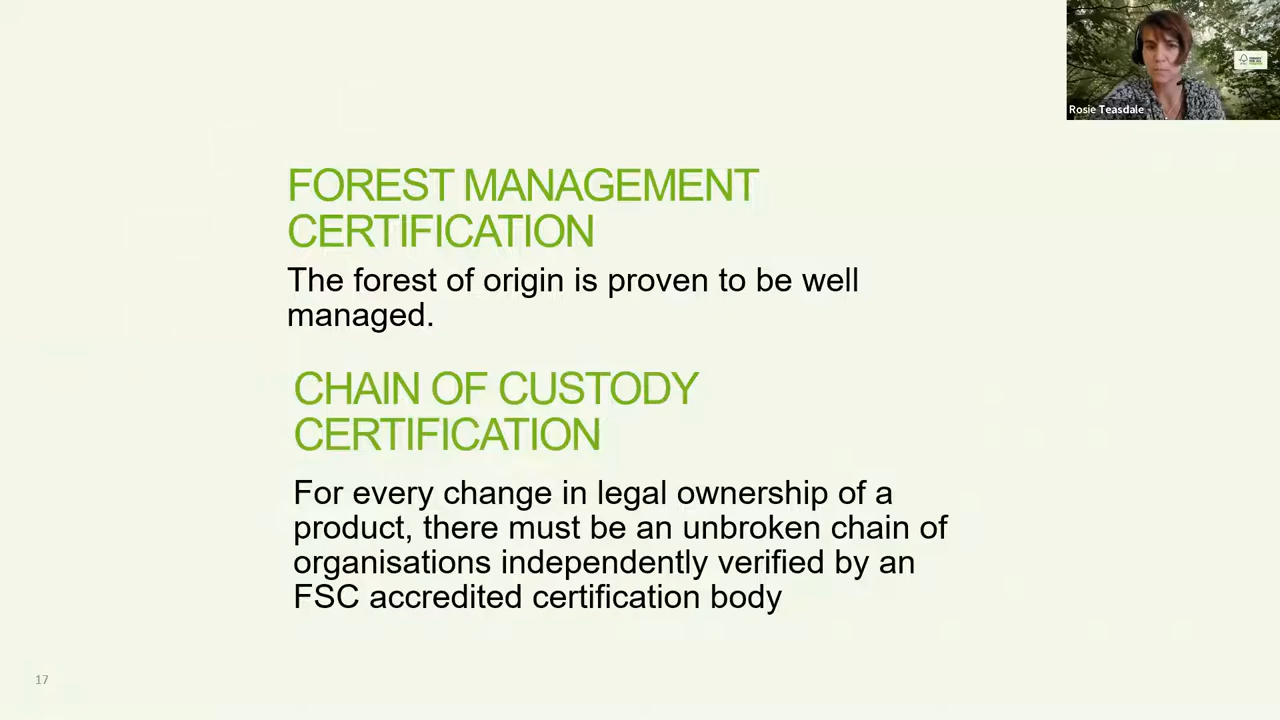 Rosie Teasdale
FOREST MANAGEMENT
CERTIFICATION
The forest of origin is proven to be well
managed.
CHAIN OF CUSTODY
CERTIFICATION
For every change in legal ownership of a
product, there must be an unbroken chain of
organisations independently verified by an
FSC accredited certification body
17